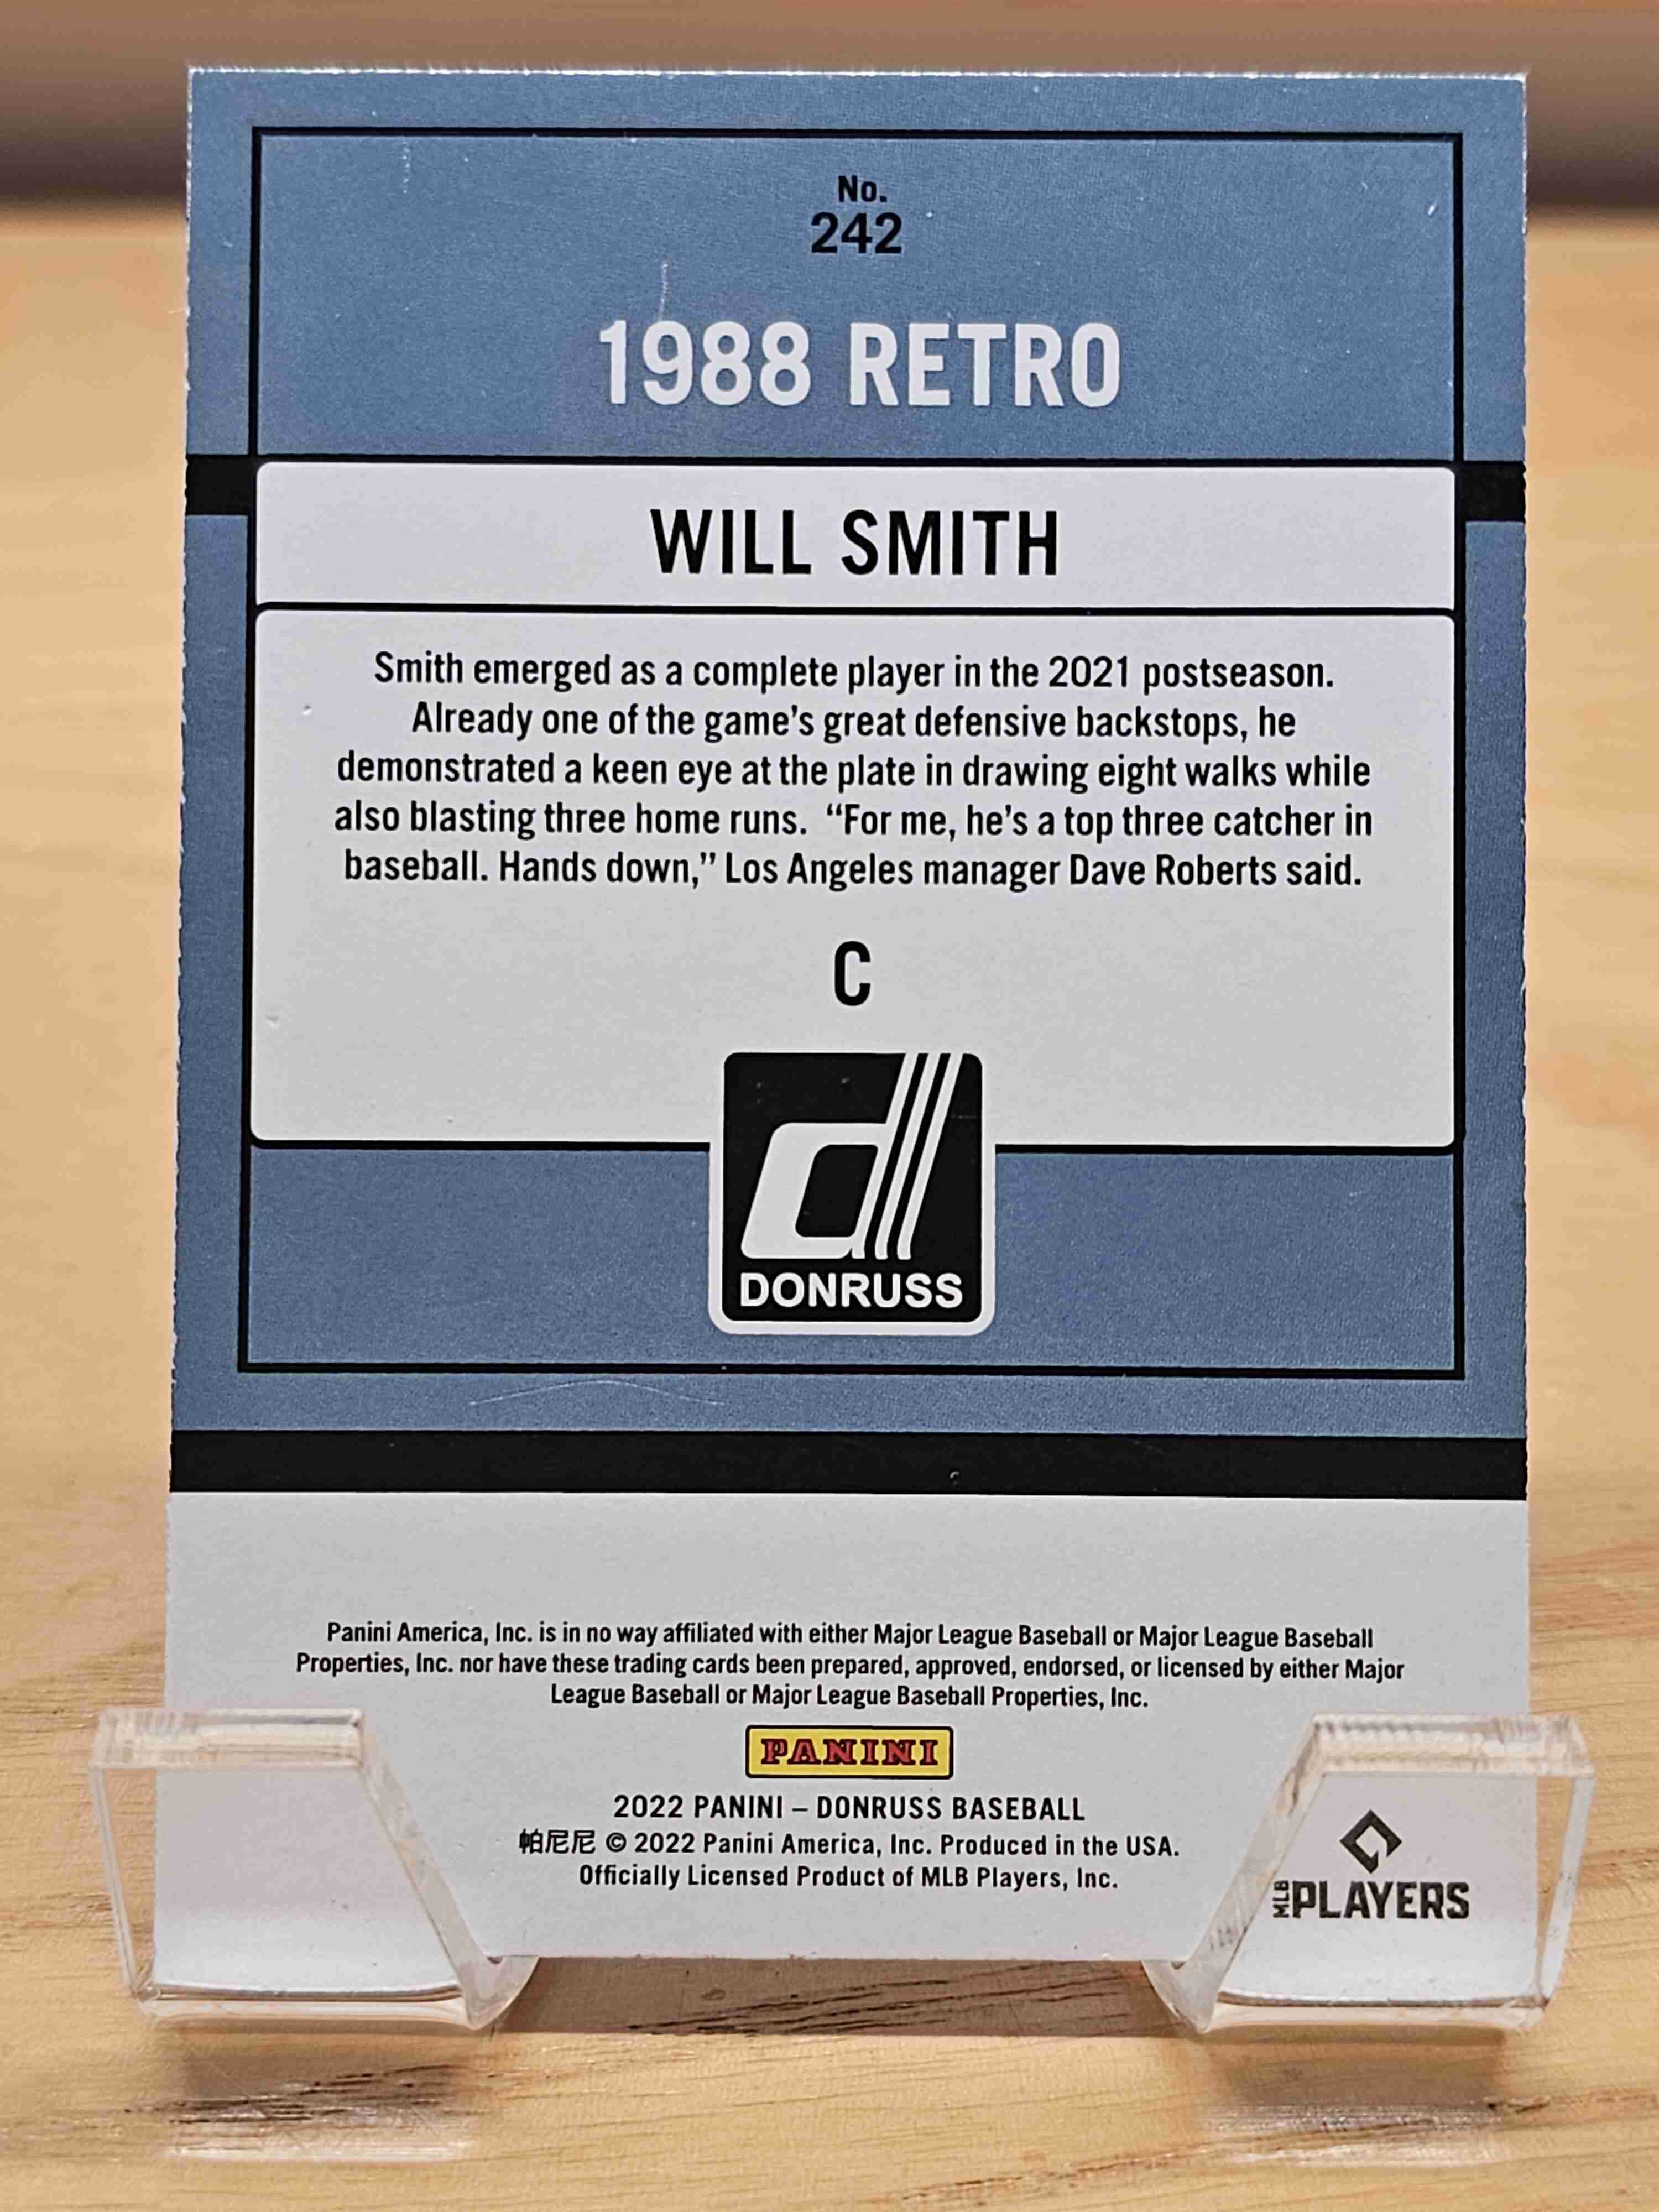 No.
242
1988 RETRO
WILL SMITH
Smith emerged as a complete player in the 2021 postseason.
Already one of the game's great defensive backstops, he
demonstrated a keen eye at the plate in drawing eight walks while
also blasting three home runs.  “For me, he's a top three catcher in
baseball. Hands down,” Los Angeles manager Dave Roberts said.
C
DONRUSS
Panini America, Inc. is in no way affiliated with either Major League Baseball or Major League Baseball
Properties, Inc. nor have these trading cards been prepared, approved, endorsed, or licensed by either Major
League Baseball or Major League Baseball Properties, Inc.
PANINI
2022 PANINI – DONRUSS BASEBALL
帕尼尼 © 2022 Panini America, Inc. Produced in the USA.
Officially Licensed Product of MLB Players, Inc.
MLB PLAYERS